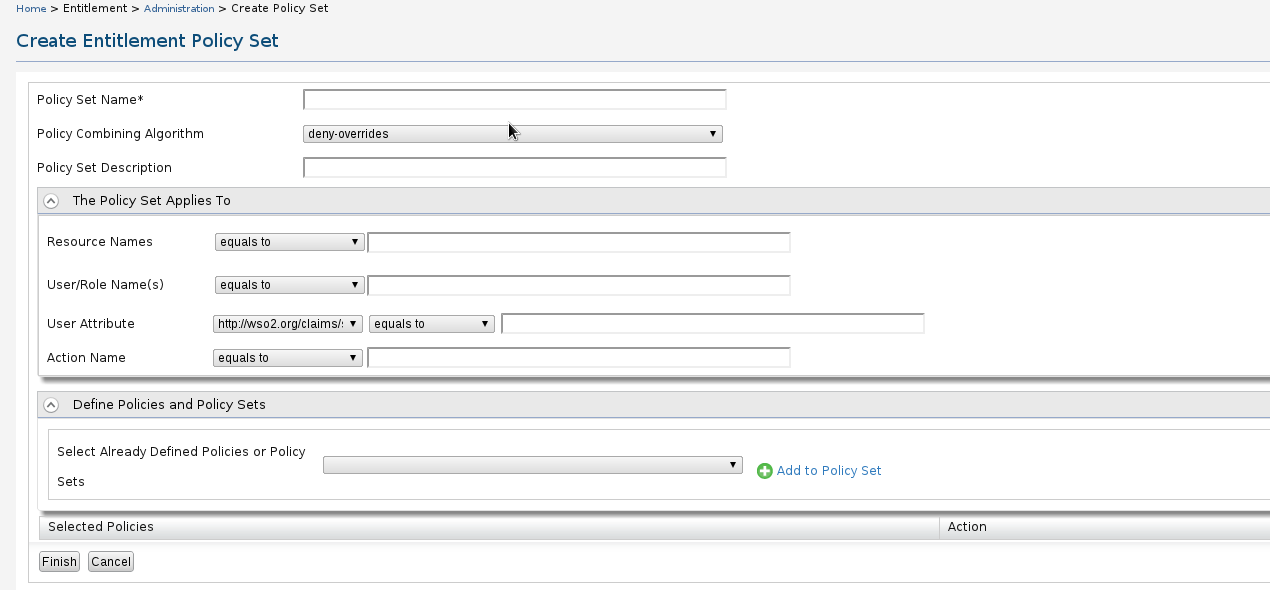 Home > Entitlement > Administration > Create Policy Set
Create Entitlement Policy Set
Policy Set Name*
Policy Combining Algorithm deny-overrides
Policy Set Description
The Policy Set Applies To
Resource Names equals to
User/Role Name(s) equals to
User Attribute http://wso2.org/claims/s equals to
Action Name equals to
Define Policies and Policy Sets
Select Already Defined Policies or Policy
Sets
Add to Policy Set
Selected Policies Action
Finish Cancel